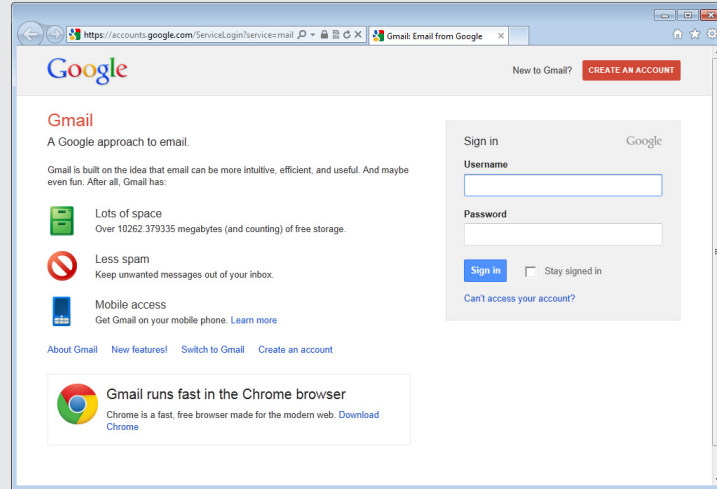 https://accounts.google.com/ServiceLogin?service=mail
Gmail: Email from Google
Google
New to Gmail?
CREATE AN ACCOUNT
Gmail
A Google approach to email.
Gmail is built on the idea that email can be more intuitive, efficient, and useful. And maybe
even fun. After all, Gmail has:
Lots of space
Over 10262.379335 megabytes (and counting) of free storage.
Less spam
Keep unwanted messages out of your inbox.
Mobile access
Get Gmail on your mobile phone. Learn more
About Gmail New features! Switch to Gmail Create an account
Gmail runs fast in the Chrome browser
Chrome is a fast, free browser made for the modern web. Download
Chrome
Sign in
Google
Username
Password
Sign in
Stay signed in
Can't access your account?